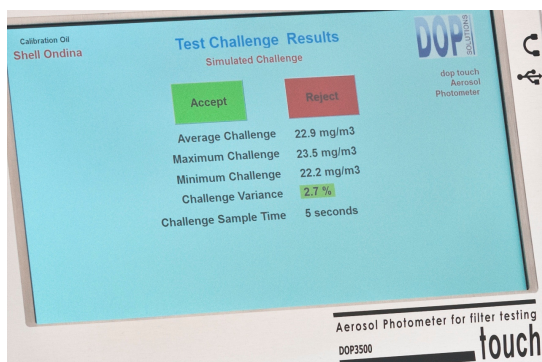 Calibration Oil
Shell Ondina
Test Challenge Results
Simulated Challenge
DOP
SOLUTIONS
dop touch
Aerosol
Photometer
Accept
Reject
Average Challenge 22.9 mg/m3
Maximum Challenge 23.5 mg/m3
Minimum Challenge 22.2 mg/m3
Challenge Variance 2.7 %
Challenge Sample Time 5 seconds
Aerosol Photometer for filter testing
DOP3500
touch